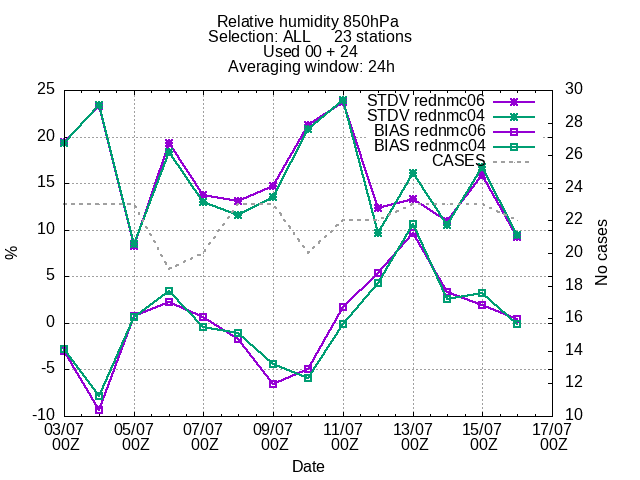 Relative humidity 850hPa
Selection: ALL 23 stations
Used 00 + 24
Averaging window: 24h
STDV rednmc06
STDV rednmc04
BIAS rednmc06
BIAS rednmc04
CASES
25
20
15
10
5
0
-5
-10
%
30
28
26
24
22
20
18
16
14
12
10
No cases
03/07 05/07 07/07 09/07 11/07 13/07 15/07 17/07
00Z 00Z 00Z 00Z 00Z 00Z 00Z 00Z
Date